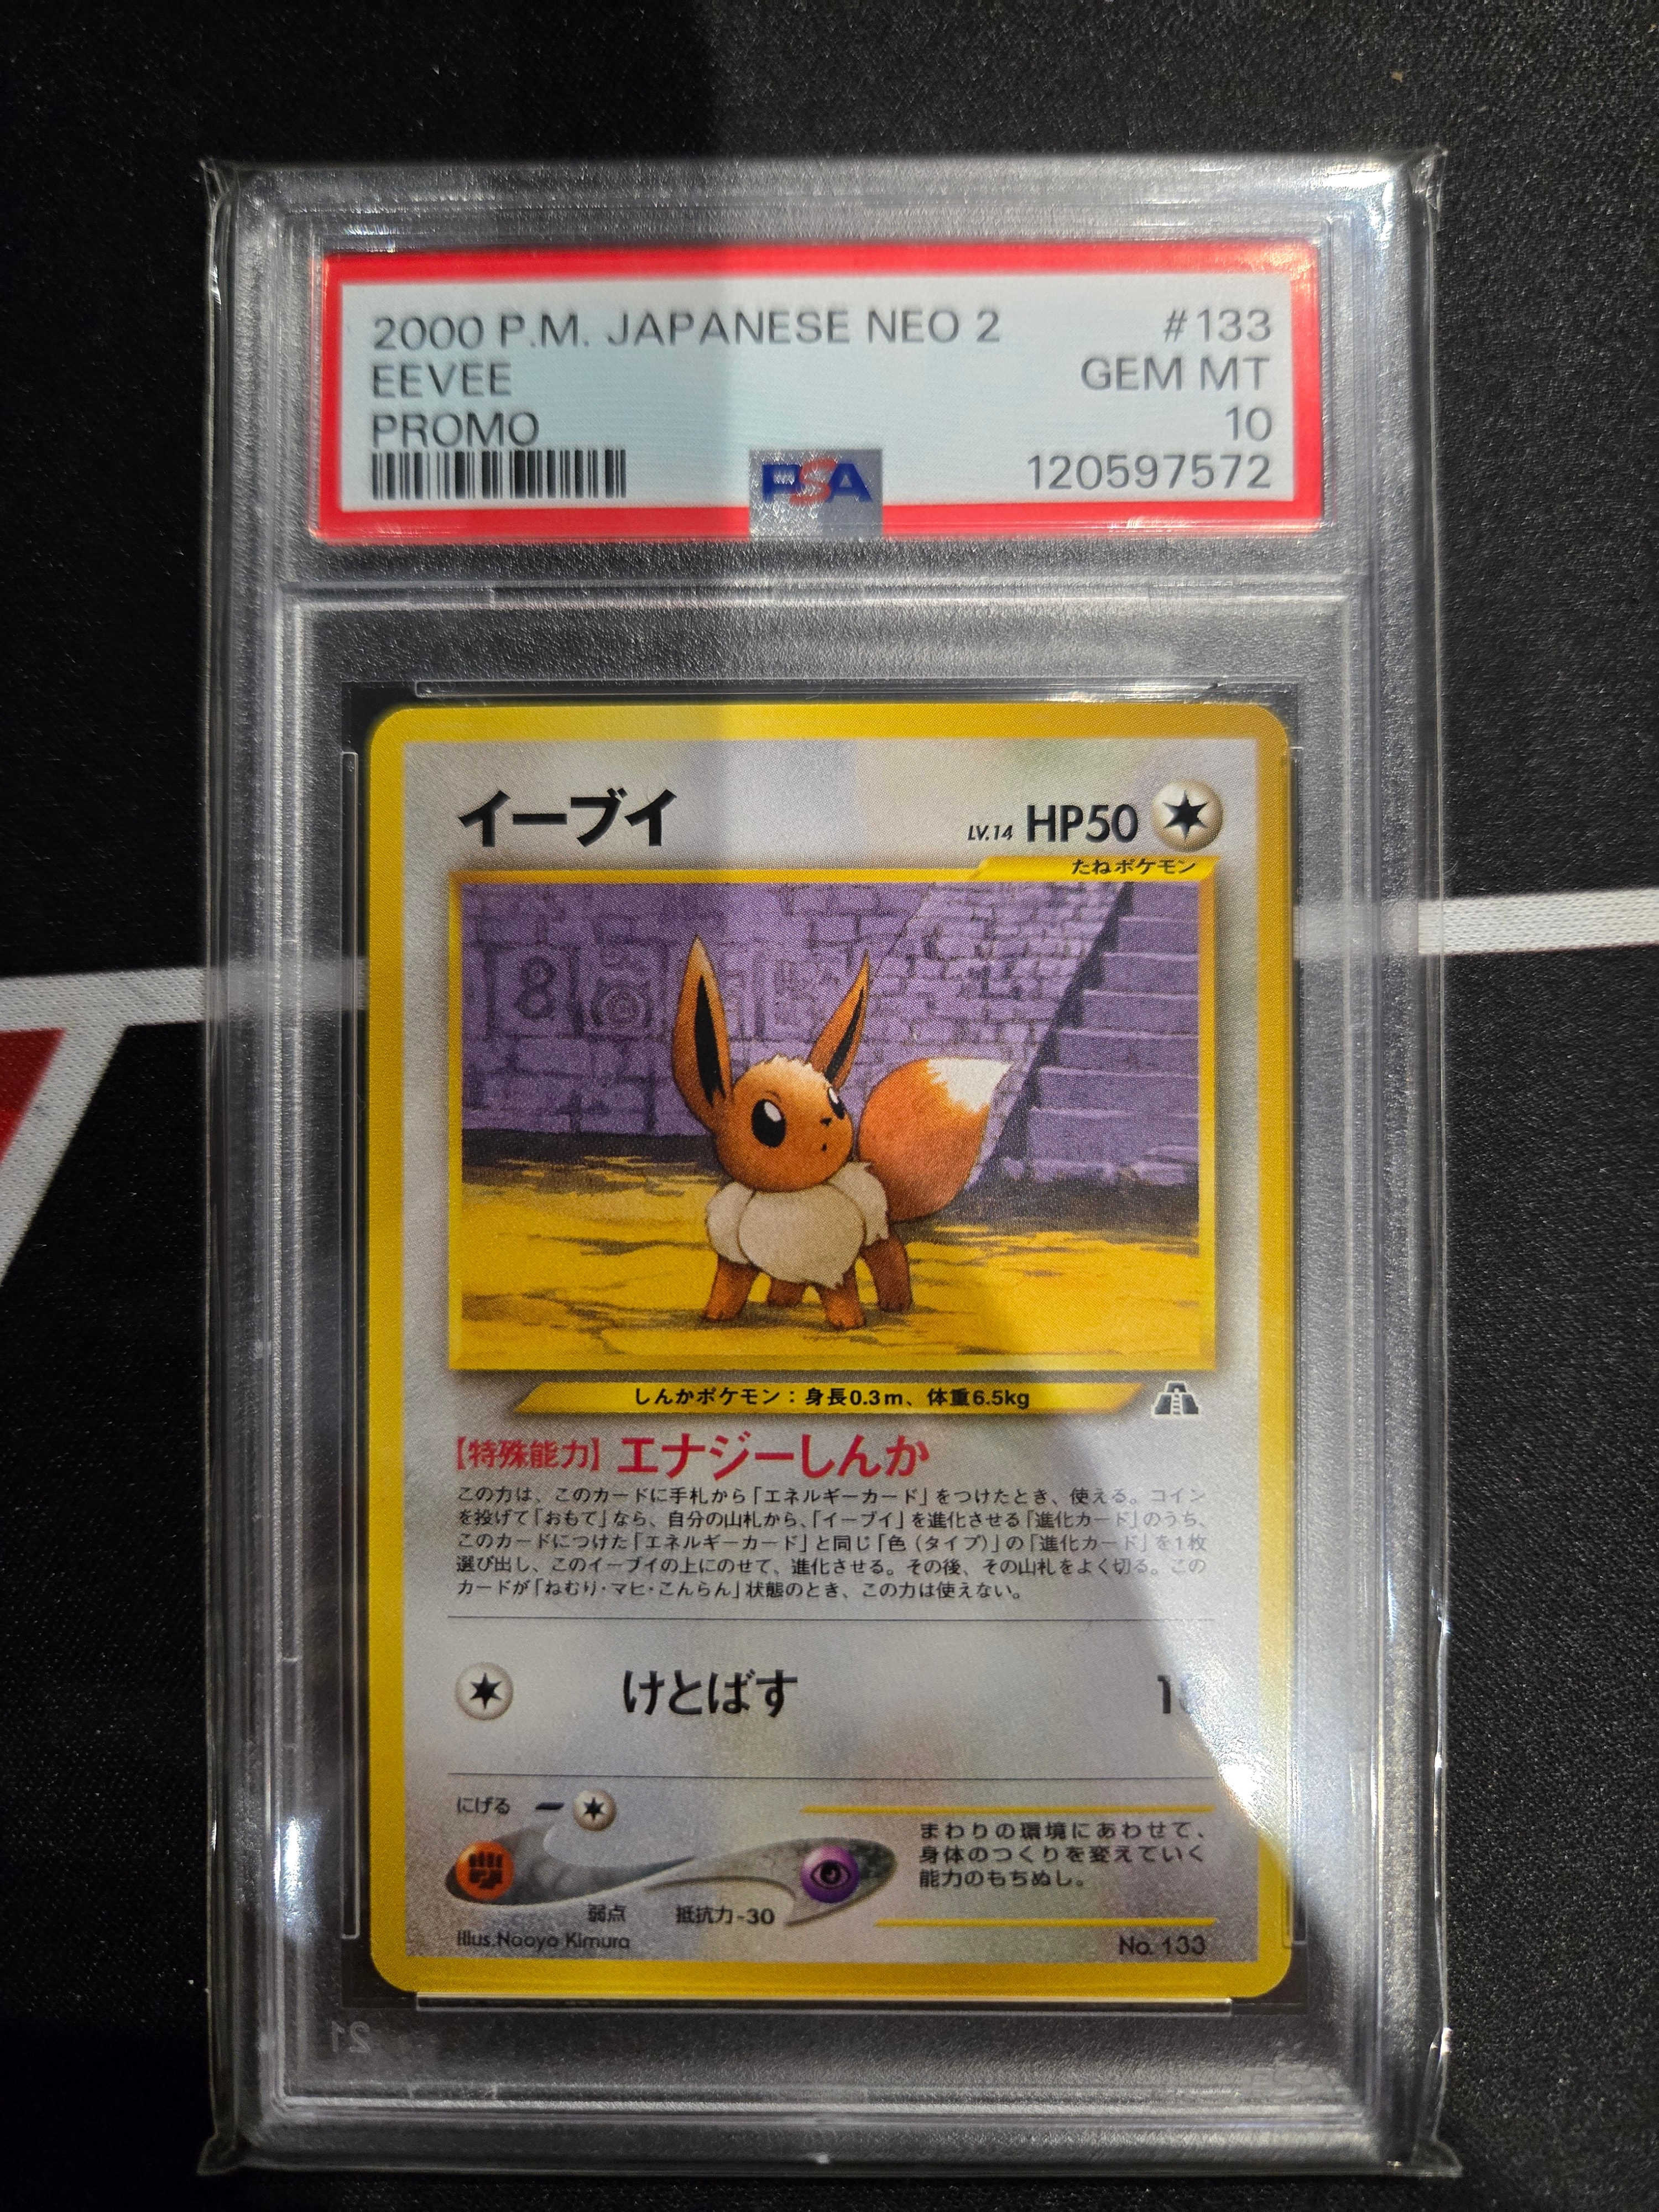 2000 P.M. JAPANESE NEO 2 #133
EEVEE GEM MT
PROMO 10
PSA 120597572
イーブイ LV.14 HP50
たねポケモン
8
しんかポケモン：身長0.3m、体重6.5kg
【特殊能力】エナジーしんか
この力は、このカードに手札から「エネルギーカード」をつけたとき、使える。コイン
を投げて「おもて」なら、自分の山札から、「イーブイ」を進化させる「進化カード」のうち、
このカードにつけた「エネルギーカード」と同じ「色（タイプ）」の「進化カード」を1枚
選び出し、このイーブイの上にのせて、進化させる。その後、その山札をよく切る。この
カードが「ねむり・マヒ・こんらん」状態のとき、この力は使えない。
けとばす
にげる
弱点 抵抗力-30
まわりの環境にあわせて、
身体のつくりを変えていく
能力のもちぬし。
Illus.Naoyo Kimura No. 133
21